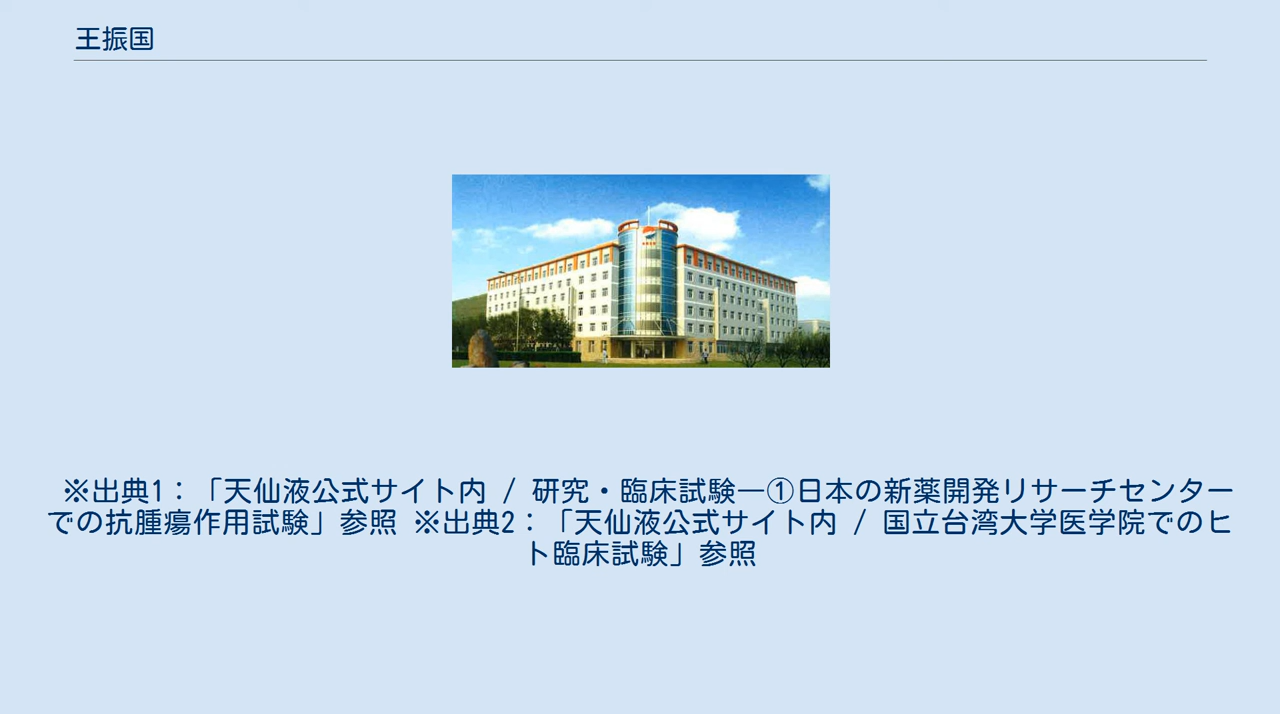 王振国
※出典1：「天仙液公式サイト内 / 研究・臨床試験―①日本の新薬開発リサーチセンター
での抗腫瘍作用試験」参照 ※出典2：「天仙液公式サイト内 / 国立台湾大学医学院でのヒ
ト臨床試験」参照